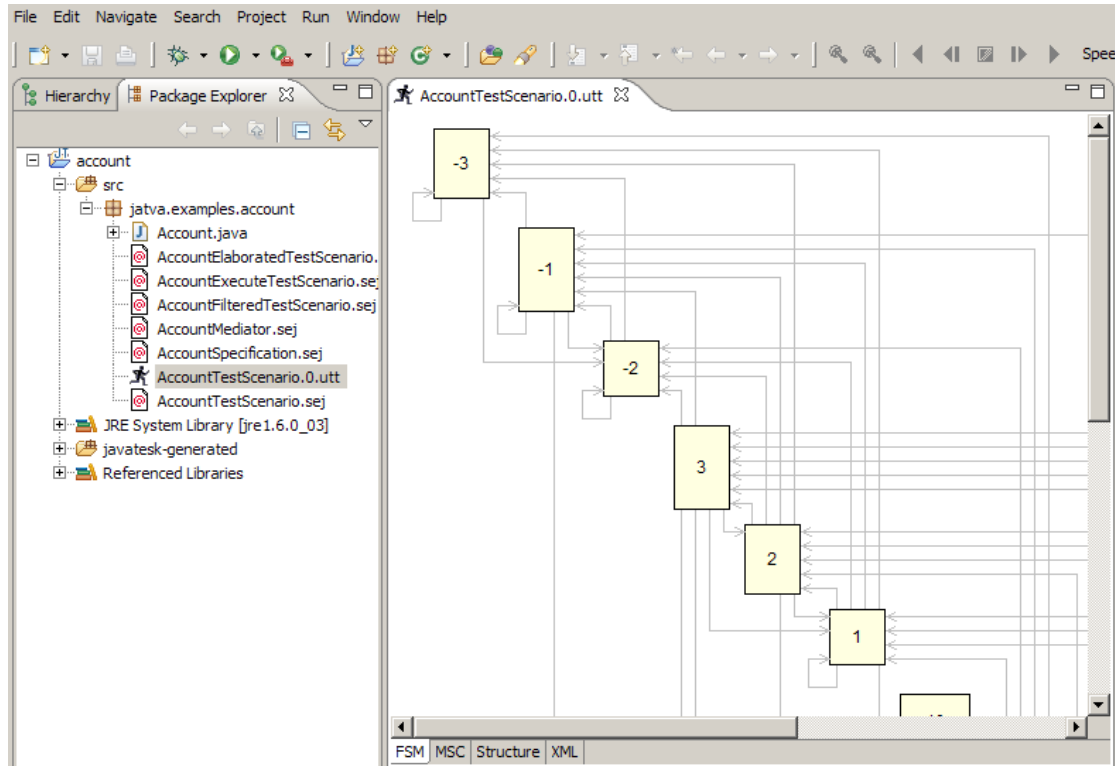 File Edit Navigate Search Project Run Window Help
Spee
Hierarchy Package Explorer
AccountTestScenario.0.utt
account
src
jatva.examples.account
Account.java
AccountElaboratedTestScenario.
AccountExecuteTestScenario.sej
AccountFilteredTestScenario.sej
AccountMediator.sej
AccountSpecification.sej
AccountTestScenario.0.utt
AccountTestScenario.sej
JRE System Library [jre1.6.0_03]
javatesk-generated
Referenced Libraries
-3
-1
-2
3
2
1
FSM MSC Structure XML